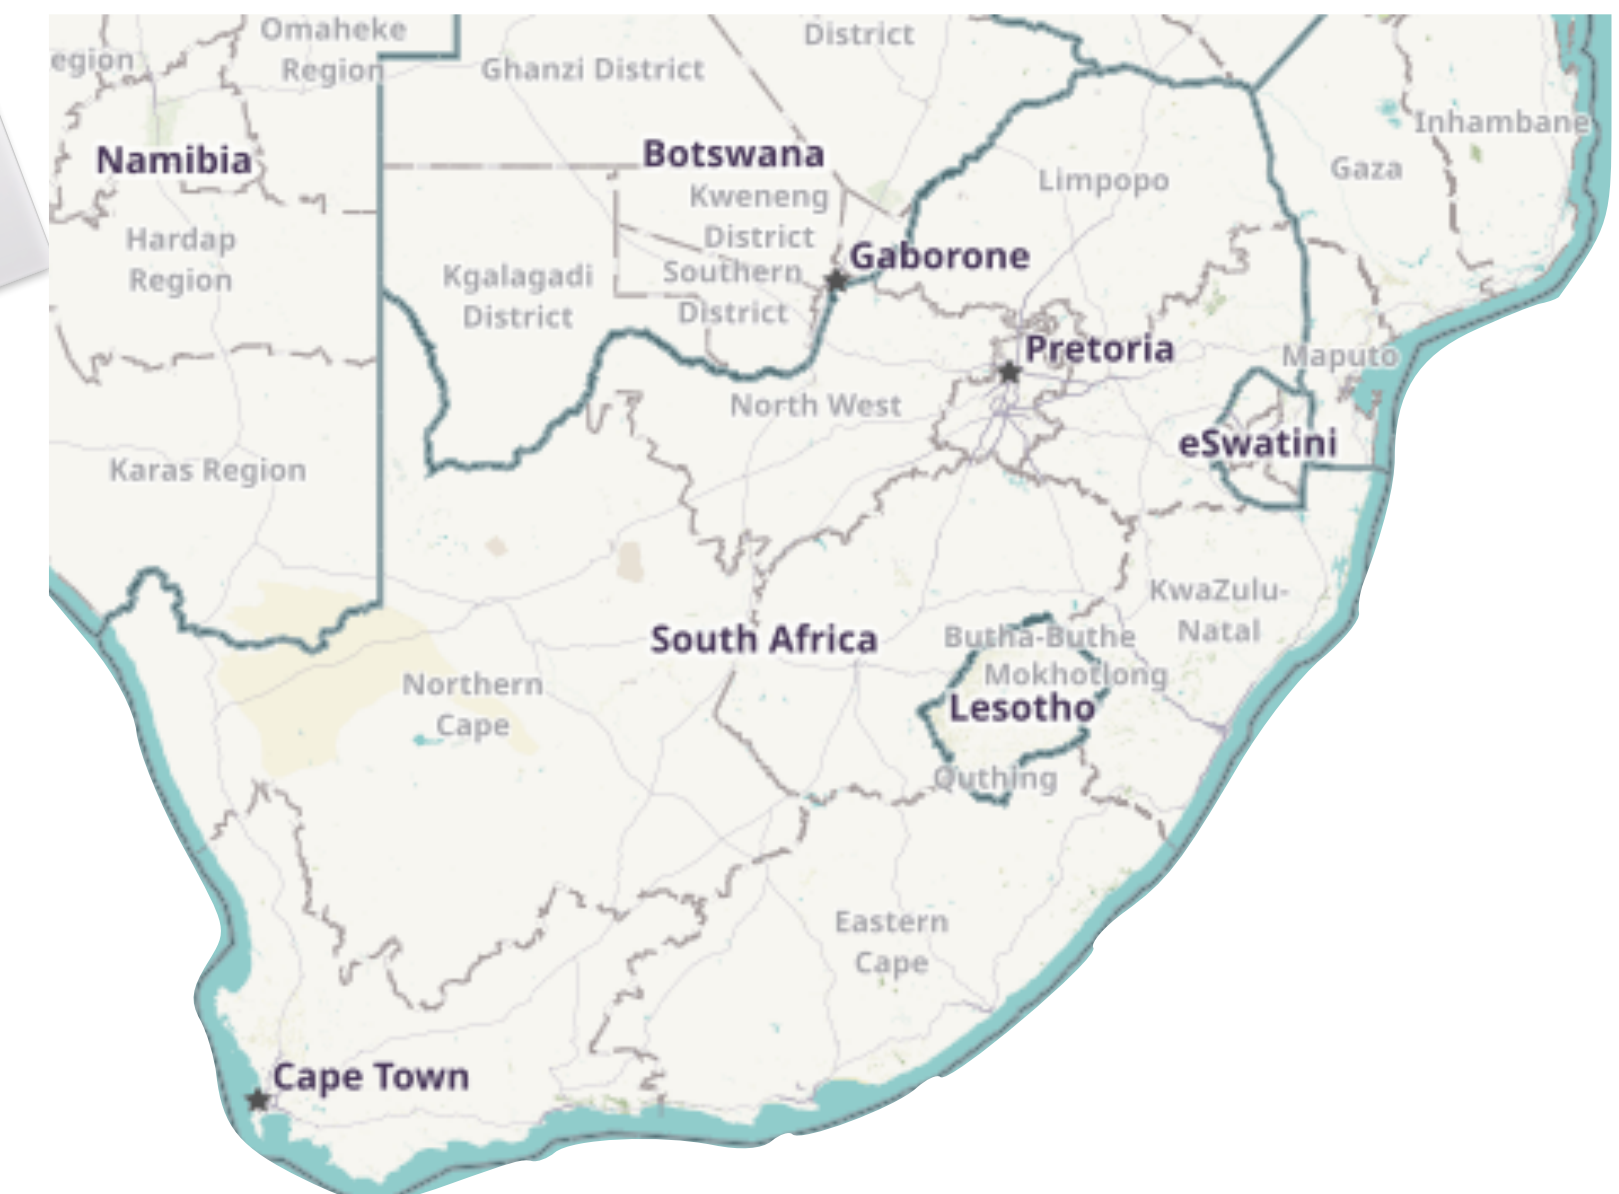 Omaheke
Region
egion
District
Ghanzi District
Inhambane
Namibia
Botswana
Gaza
Limpopo
Kweneng
District
Hardap
Region
Gaborone
Kgalagadi
District
Southern
District
Pretoria
Maputo
North West
eSwatini
Karas Region
KwaZulu-
Natal
South Africa
Butha-Buthe
Mokhotlong
Northern
Cape
Lesotho
Quthing
Eastern
Cape
Cape Town